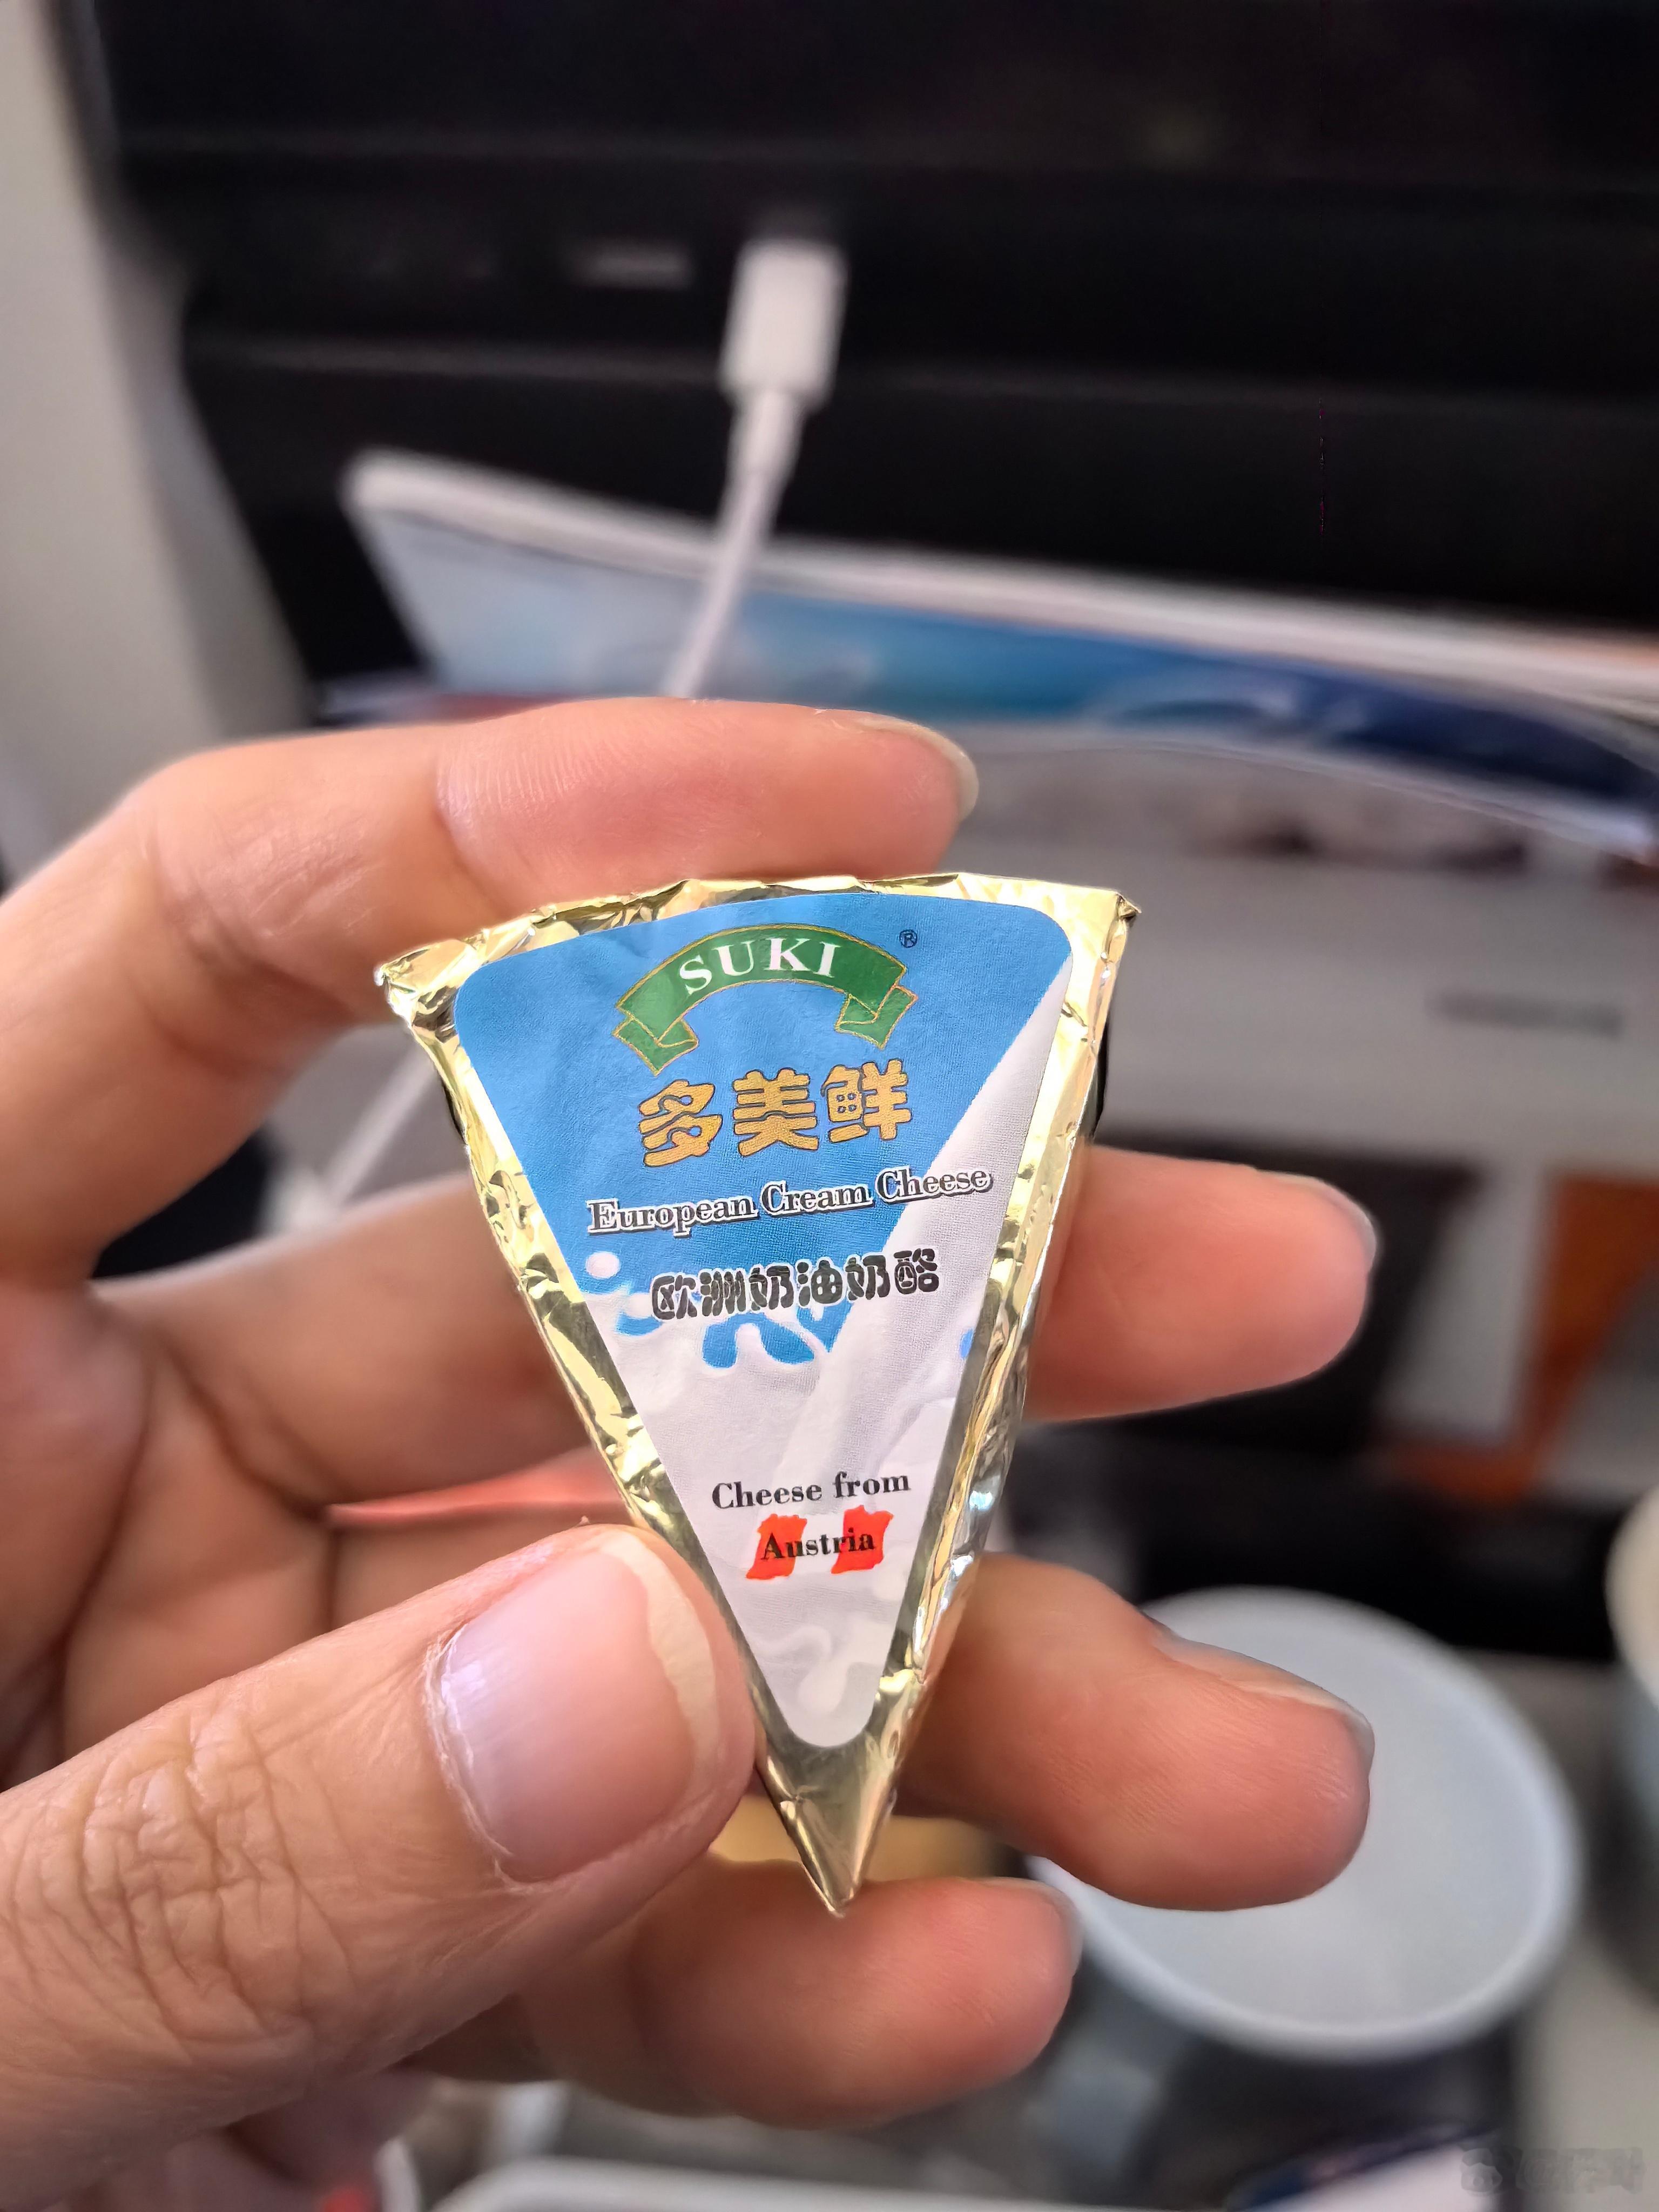 SUKI ®
多美鲜
European Cream Cheese
欧洲奶油奶酪
Cheese from
Austria